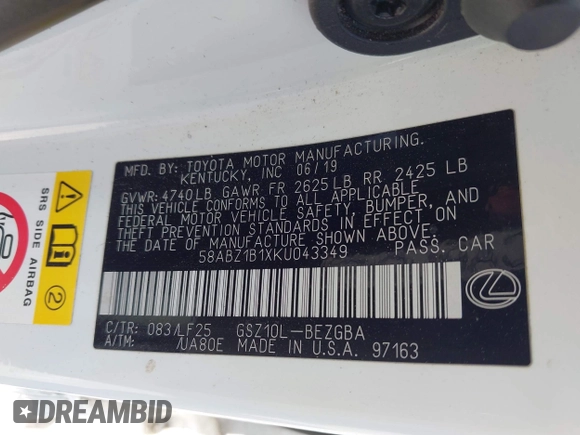 MFD. BY: TOYOTA MOTOR MANUFACTURING.
KENTUCKY, INC 06/19
GVWR: 4740LB GAWR FR 2625LB RR 2425 LB
THIS VEHICLE CONFORMS TO ALL APPLICABLE
FEDERAL MOTOR VEHICLE SAFETY, BUMPER, AND
THEFT PREVENTION STANDARDS IN EFFECT ON
THE DATE OF MANUFACTURE SHOWN ABOVE.
58ABZ1B1XKU043349 PASS. CAR
C/TR: 083/LF25 GSZ10L-BEZGBA
A/TM: /UA80E MADE IN U.S.A. 97163
SRS SIDE AIRBAG
2
DREAMBID